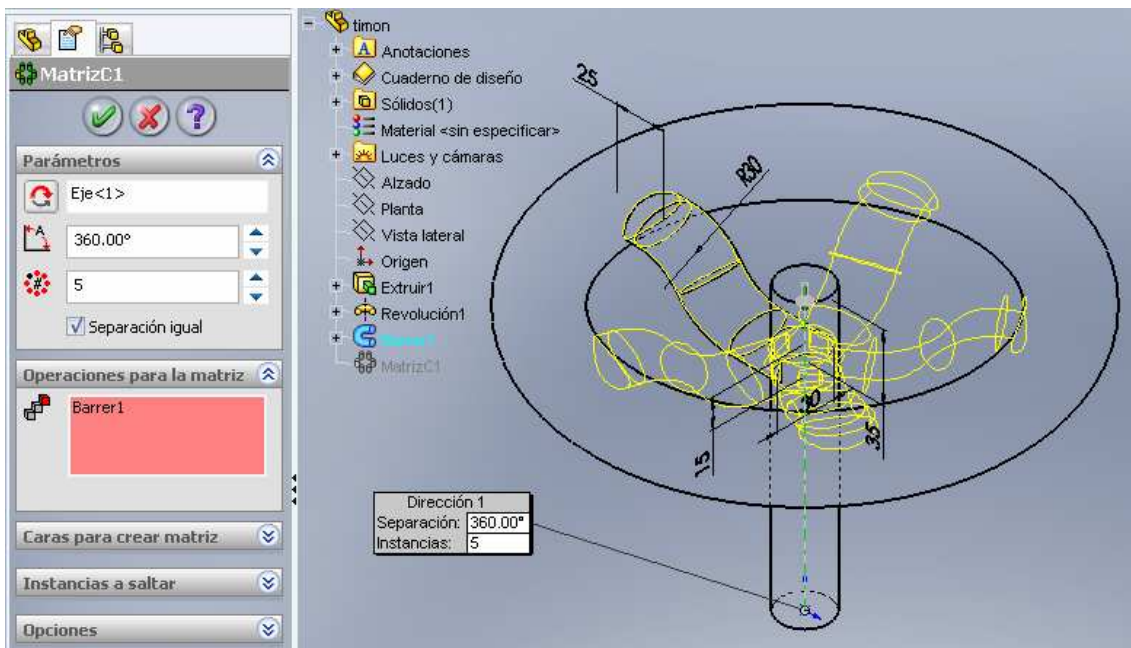 MatrizC1
Parámetros
Eje<1>
360.00°
5
Separación igual
Operaciones para la matriz
Barrer1
Caras para crear matriz
Instancias a saltar
Opciones
timon
Anotaciones
Cuaderno de diseño
Sólidos(1)
Material <sin especificar>
Luces y cámaras
Alzado
Planta
Vista lateral
Origen
Extruir1
Revolución1
Barrer1
MatrizC1
25
R30
30
15
35
Dirección 1
Separación: 360.00°
Instancias: 5